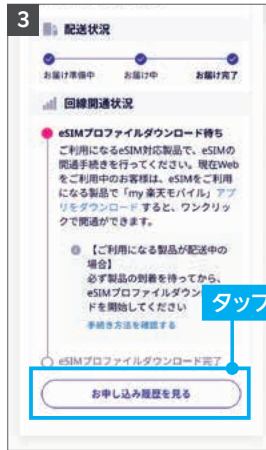 3
配送状況
お届け準備中 お届け中 お届け完了
回線開通状況
eSIMプロファイルダウンロード待ち
ご利用になるeSIM対応製品で、eSIMの
開通手続きを行ってください。現在Web
をご利用中のお客様は、eSIMをご利用
になる製品で「my 楽天モバイル」アプ
リをダウンロード すると、ワンクリッ
クで開通ができます。
【ご利用になる製品が配送中の
場合】
必ず製品の到着を待ってから、
eSIMプロファイルダウン
ドを開始してください
タップ
手続き方法を確認する
eSIMプロファイルダウンロード完了
お申し込み履歴を見る